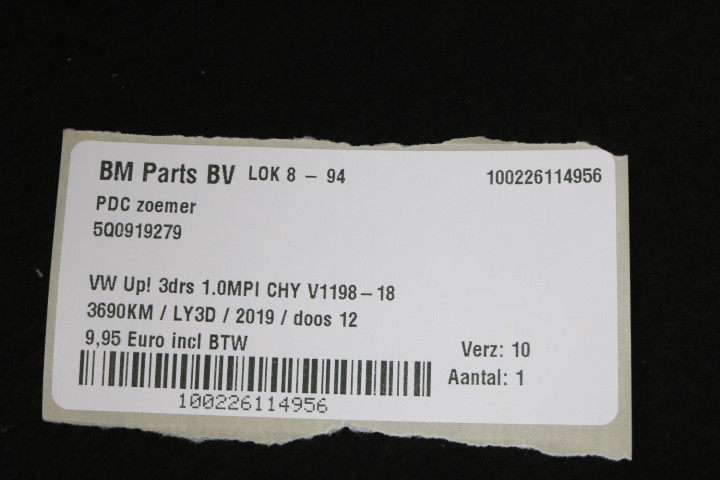 BM Parts BV LOK 8 - 94 100226114956
PDC zoemer
5Q0919279
VW Up! 3drs 1.0MPI CHY V1198-18
3690KM / LY3D / 2019 / doos 12
9,95 Euro incl BTW
Verz: 10
Aantal: 1
100226114956